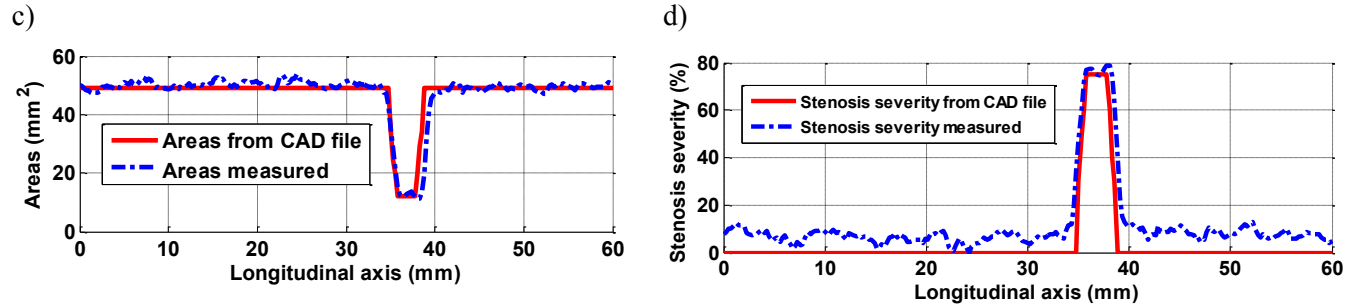 c)
60
40
20
0
Areas (mm2)
Areas from CAD file
Areas measured
0 10 20 30 40 50 60
Longitudinal axis (mm)
d)
80
60
40
20
0
Stenosis severity (%)
Stenosis severity from CAD file
Stenosis severity measured
0 10 20 30 40 50 60
Longitudinal axis (mm)